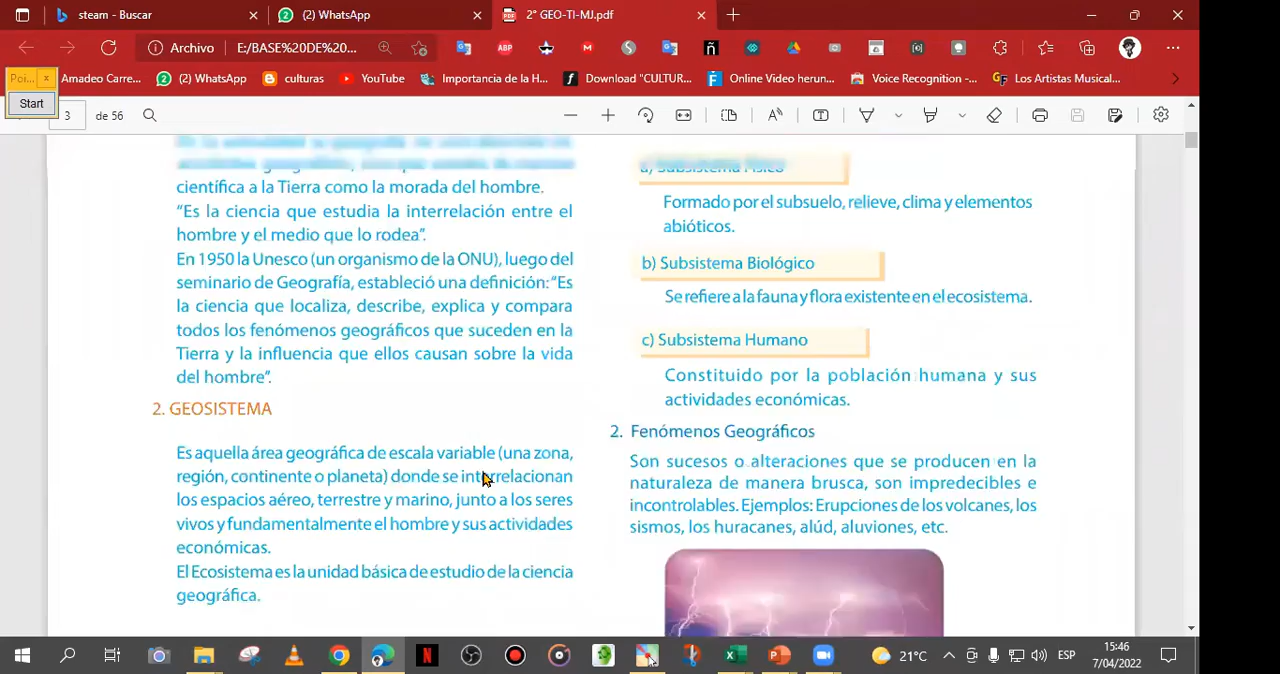 steam - Buscar
(2) WhatsApp
2° GEO-TI-MJ.pdf
Archivo
E:/BASE%20DE%20...
ABP
ñ
Poi...
Start
Amadeo Carre...
(2) WhatsApp
culturas
YouTube
Importancia de la H...
Download "CULTUR...
Online Video herun...
Voice Recognition -...
Los Artistas Musical...
3
de 56
científica a la Tierra como la morada del hombre.
“Es la ciencia que estudia la interrelación entre el
hombre y el medio que lo rodea”.
En 1950 la Unesco (un organismo de la ONU), luego del
seminario de Geografía, estableció una definición: “Es
la ciencia que localiza, describe, explica y compara
todos los fenómenos geográficos que suceden en la
Tierra y la influencia que ellos causan sobre la vida
del hombre”.
2. GEOSISTEMA
Es aquella área geográfica de escala variable (una zona,
región, continente o planeta) donde se interrelacionan
los espacios aéreo, terrestre y marino, junto a los seres
vivos y fundamentalmente el hombre y sus actividades
económicas.
El Ecosistema es la unidad básica de estudio de la ciencia
geográfica.
a) Subsistema Físico
Formado por el subsuelo, relieve, clima y elementos
abióticos.
b) Subsistema Biológico
Se refiere a la fauna y flora existente en el ecosistema.
c) Subsistema Humano
Constituido por la población humana y sus
actividades económicas.
2. Fenómenos Geográficos
Son sucesos o alteraciones que se producen en la
naturaleza de manera brusca, son impredecibles e
incontrolables. Ejemplos: Erupciones de los volcanes, los
sismos, los huracanes, alúd, aluviones, etc.
21°C
ESP
15:46
7/04/2022